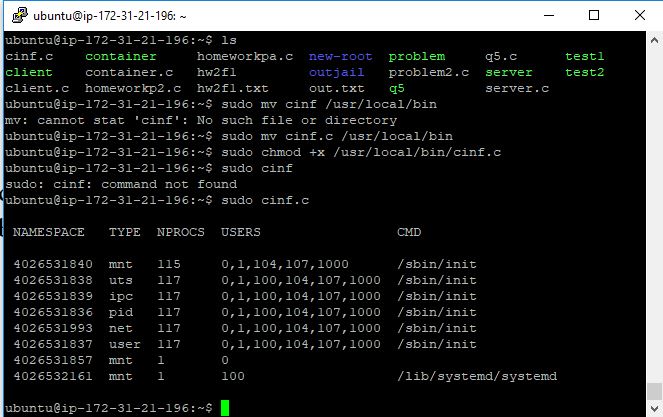 ubuntu@ip-172-31-21-196: ~
ubuntu@ip-172-31-21-196:~$ ls
cinf.c container homeworkpa.c new-root problem q5.c test1
client container.c hw2f1 outjail problem2.c server test2
client.c homeworkp2.c hw2f1.txt out.txt q5 server.c
ubuntu@ip-172-31-21-196:~$ sudo mv cinf /usr/local/bin
mv: cannot stat 'cinf': No such file or directory
ubuntu@ip-172-31-21-196:~$ sudo mv cinf.c /usr/local/bin
ubuntu@ip-172-31-21-196:~$ sudo chmod +x /usr/local/bin/cinf.c
ubuntu@ip-172-31-21-196:~$ sudo cinf
sudo: cinf: command not found
ubuntu@ip-172-31-21-196:~$ sudo cinf.c
NAMESPACE TYPE NPROCS USERS CMD
4026531840 mnt 115 0,1,104,107,1000 /sbin/init
4026531838 uts 117 0,1,100,104,107,1000 /sbin/init
4026531839 ipc 117 0,1,100,104,107,1000 /sbin/init
4026531836 pid 117 0,1,100,104,107,1000 /sbin/init
4026531993 net 117 0,1,100,104,107,1000 /sbin/init
4026531837 user 117 0,1,100,104,107,1000 /sbin/init
4026531857 mnt 1 0
4026532161 mnt 1 100 /lib/systemd/systemd
ubuntu@ip-172-31-21-196:~$